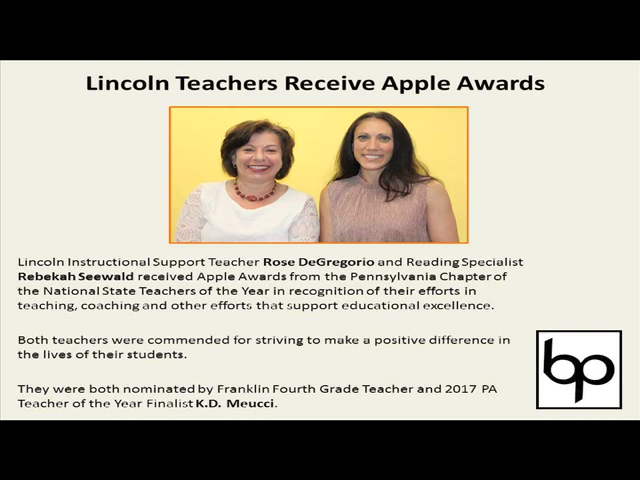 Lincoln Teachers Receive Apple Awards
Lincoln Instructional Support Teacher Rose DeGregorio and Reading Specialist
Rebekah Seewald received Apple Awards from the Pennsylvania Chapter of
the National State Teachers of the Year in recognition of their efforts in
teaching, coaching and other efforts that support educational excellence.
Both teachers were commended for striving to make a positive difference in
the lives of their students.
They were both nominated by Franklin Fourth Grade Teacher and 2017 PA
Teacher of the Year Finalist K.D. Meucci.
bp